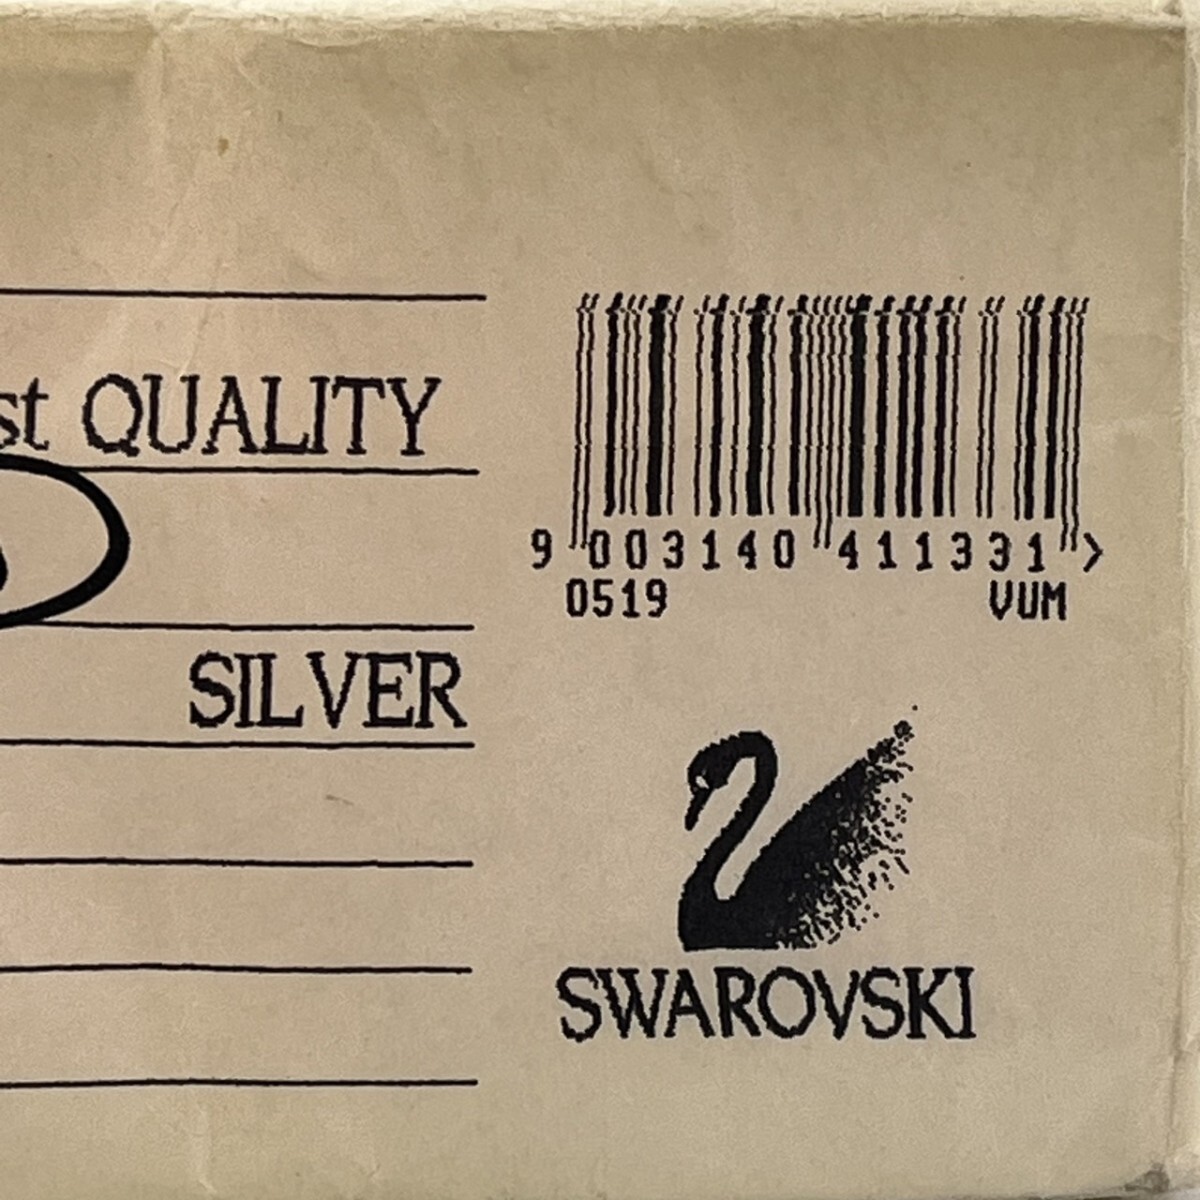 st QUALITY
SILVER
9 003140 411331 >
0519 VUM
SWAROVSKI